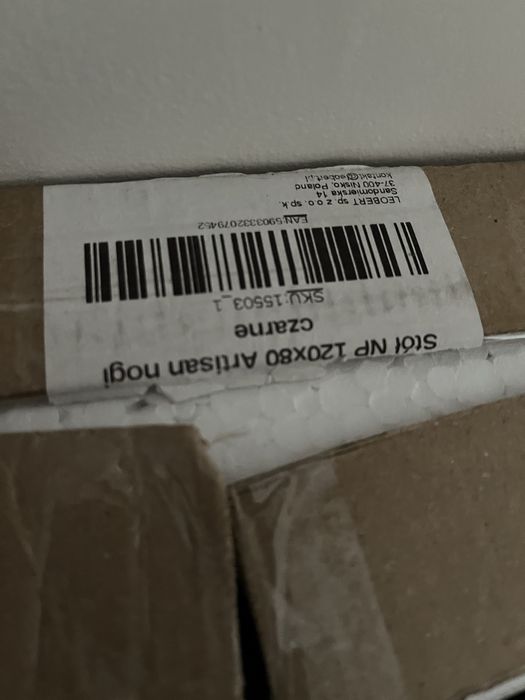 Stół NP 120x80 Artisan nogi
czarne
SKU:15503_1
EAN:5903332079452
LEOBERT sp. z o.o. sp.k.
Sandomierska 14
37-400 Nisko, Poland